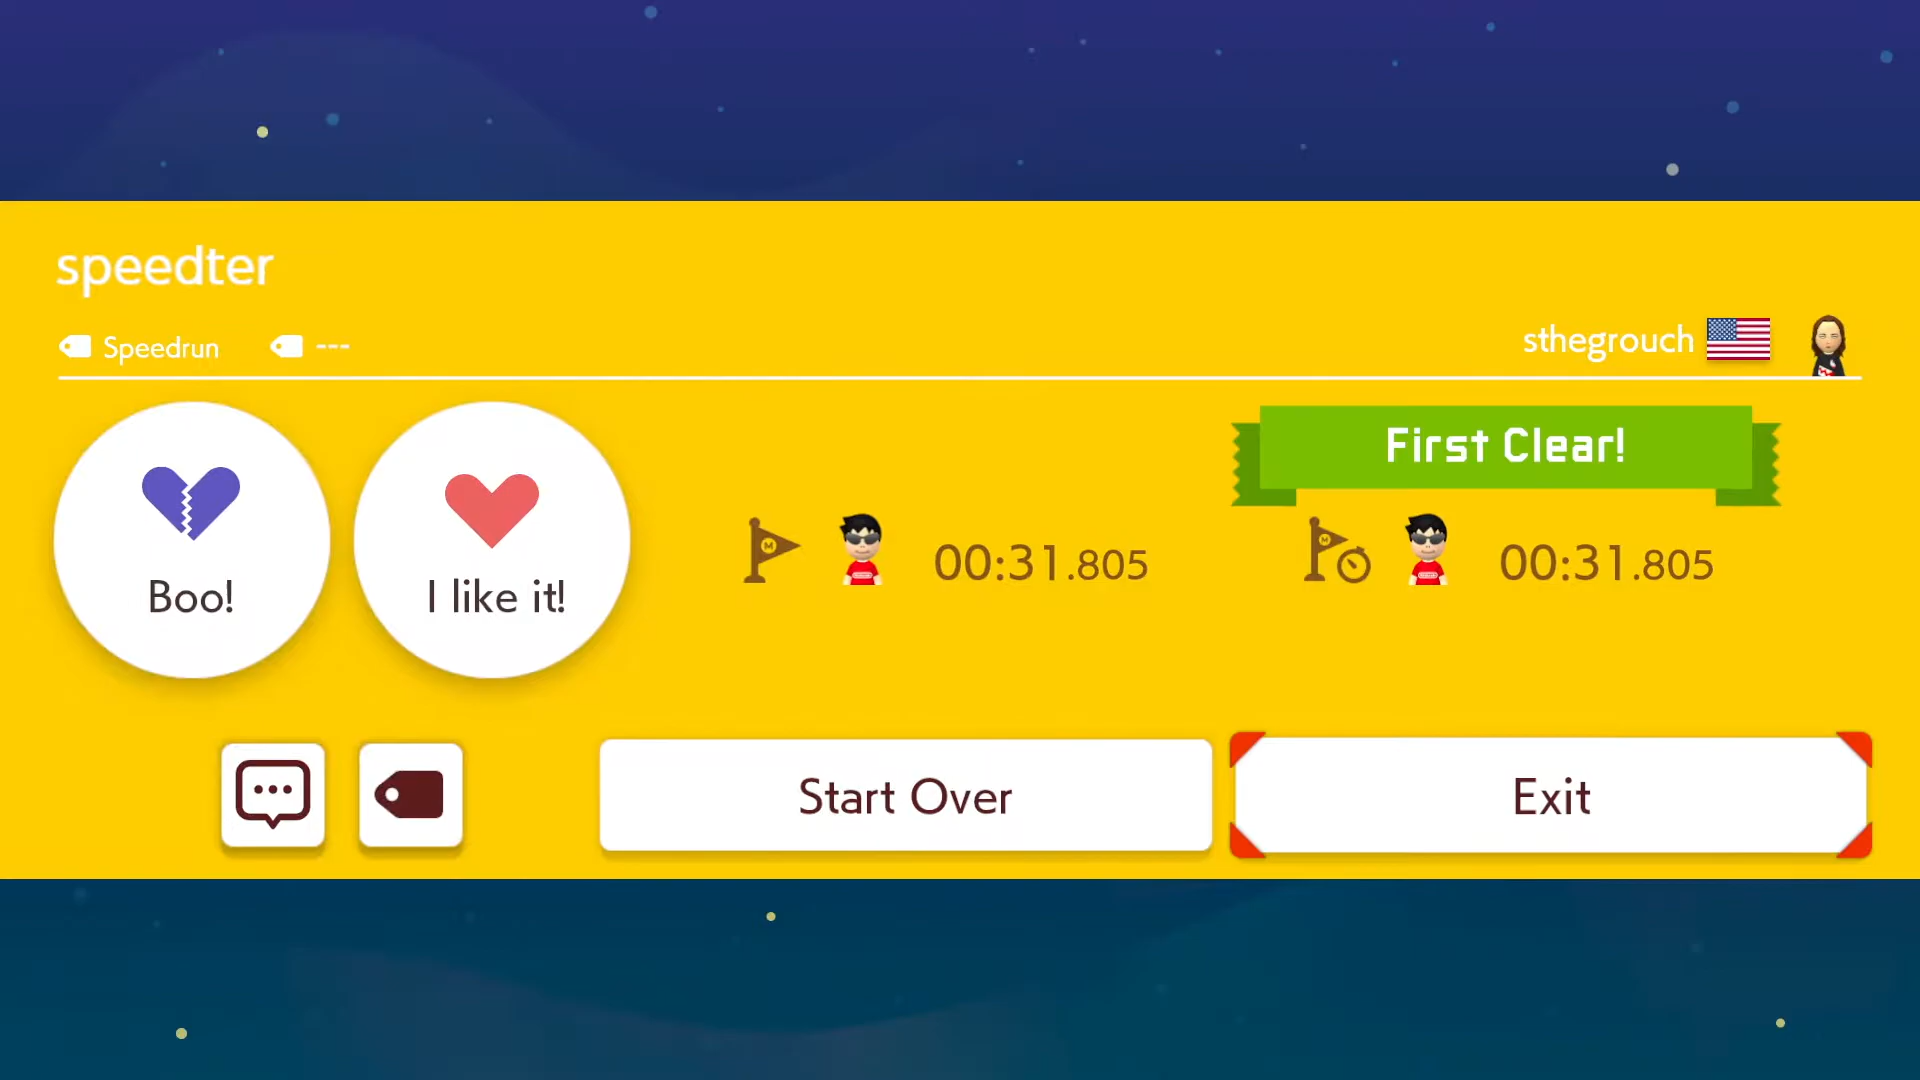 speedter
Speedrun
---
sthegrouch
First Clear!
M
00:31.805
M
00:31.805
Boo!
I like it!
Start Over
Exit